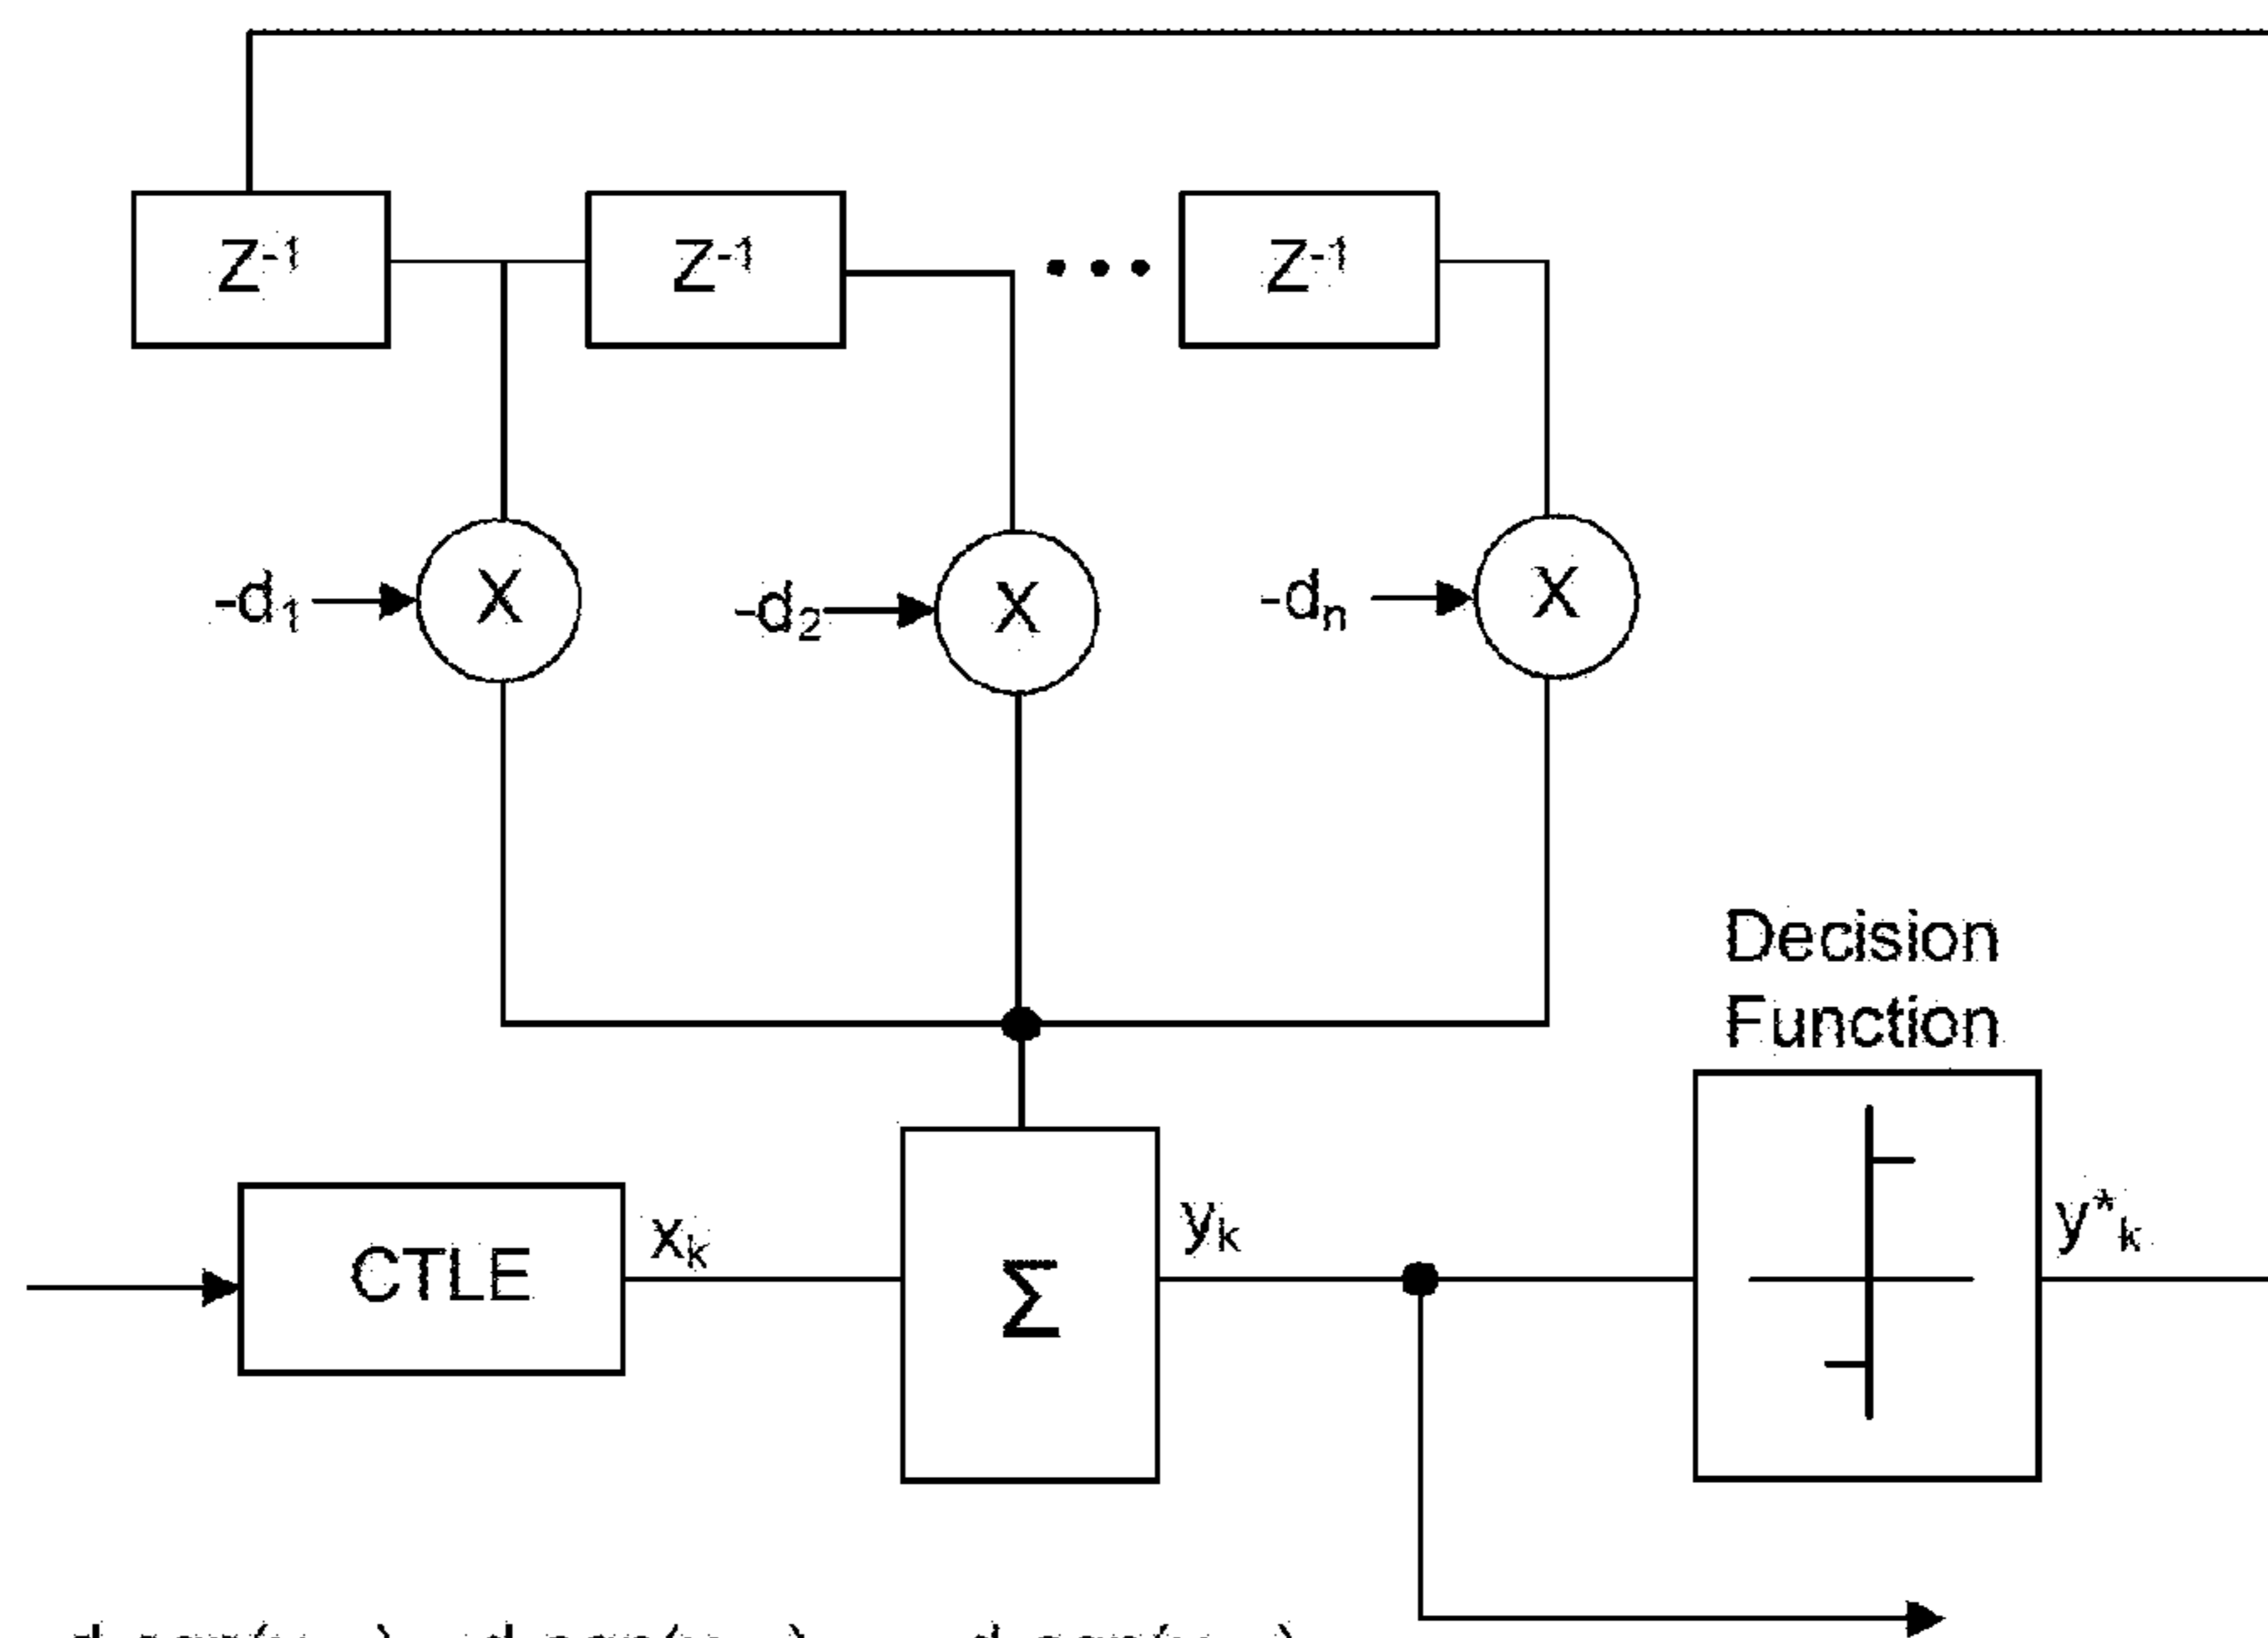 Z⁻¹ Z⁻¹ • • • Z⁻¹
-d₁ X -d₂ X -dₙ X
Decision
Function
CTLE xₖ Σ yₖ y*ₖ